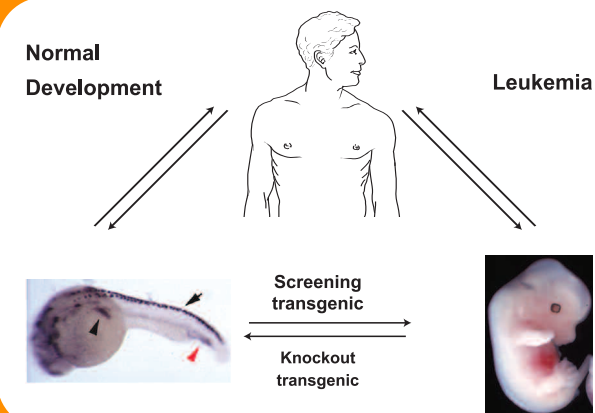 Normal
Development
Leukemia
Screening
transgenic
Knockout
transgenic